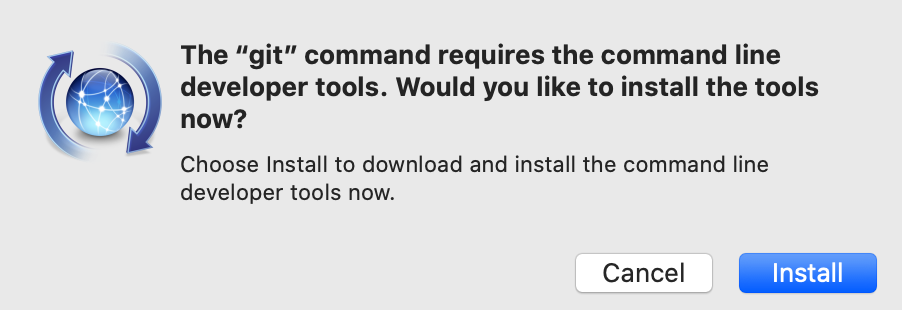 The “git” command requires the command line
developer tools. Would you like to install the tools
now?
Choose Install to download and install the command line
developer tools now.
Cancel
Install